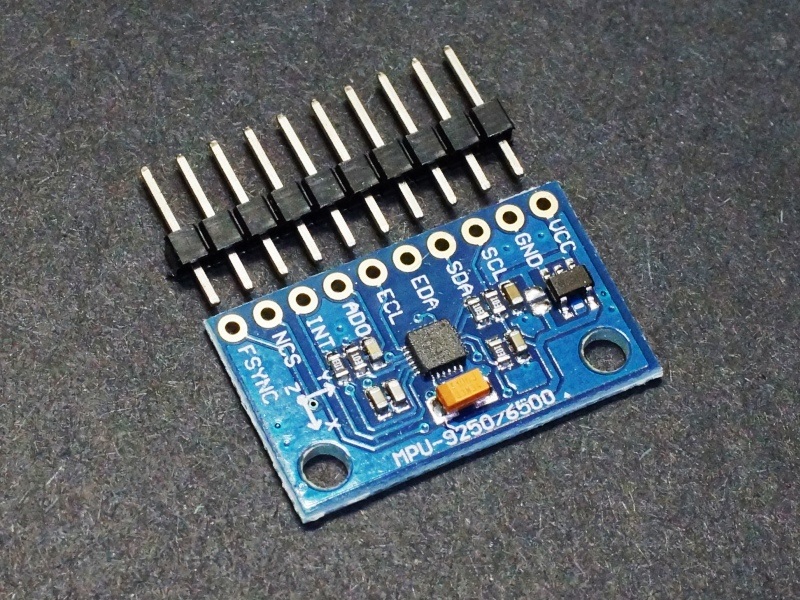 VCC
GND
SCL
SDA
EDA
ECL
ADO
INT
NCS
FSYNC
Z
Y
X
MPU-9250/6500